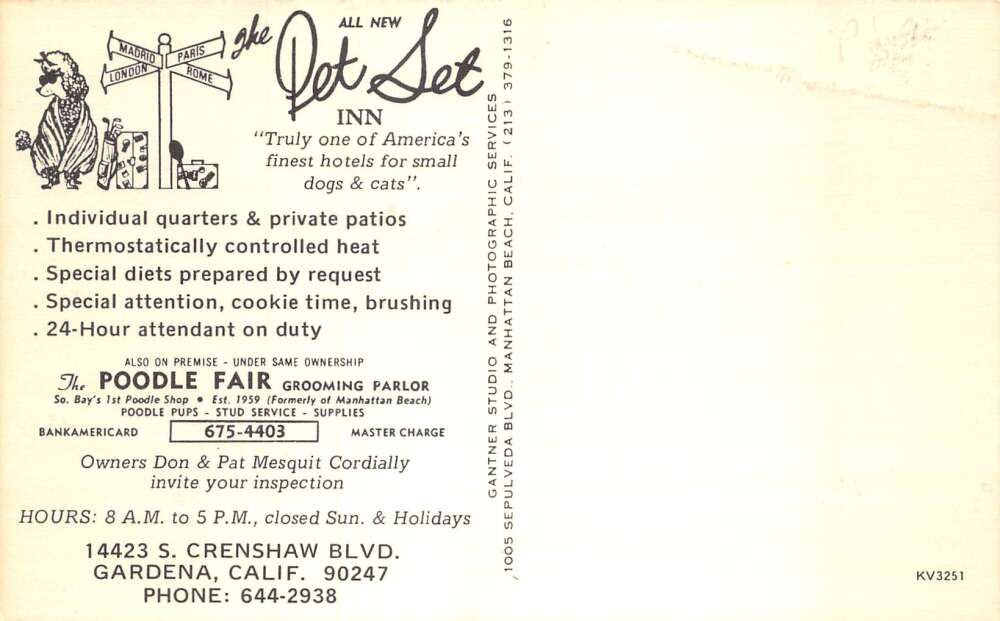 MADRID
PARIS
LONDON
ROME
The
ALL NEW
Pet Set
INN
"Truly one of America's
finest hotels for small
dogs & cats".
. Individual quarters & private patios
. Thermostatically controlled heat
. Special diets prepared by request
. Special attention, cookie time, brushing
. 24-Hour attendant on duty
ALSO ON PREMISE - UNDER SAME OWNERSHIP
The POODLE FAIR GROOMING PARLOR
So. Bay's 1st Poodle Shop • Est. 1959 (Formerly of Manhattan Beach)
POODLE PUPS - STUD SERVICE - SUPPLIES
BANKAMERICARD 675-4403 MASTER CHARGE
Owners Don & Pat Mesquit Cordially
invite your inspection
HOURS: 8 A.M. to 5 P.M., closed Sun. & Holidays
14423 S. CRENSHAW BLVD.
GARDENA, CALIF. 90247
PHONE: 644-2938
GANTNER STUDIO AND PHOTOGRAPHIC SERVICES
1005 SEPULVEDA BLVD., MANHATTAN BEACH, CALIF. (213) 379-1316
KV3251